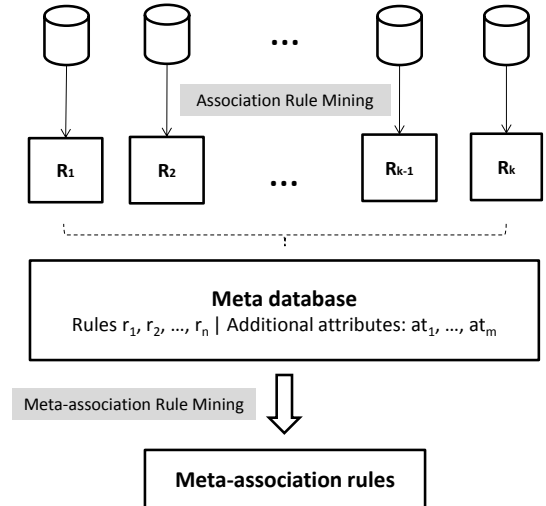 ...
Association Rule Mining
R1 R2 ... Rk-1 Rk
Meta database
Rules r1, r2, ..., rn | Additional attributes: at1, ..., atm
Meta-association Rule Mining
Meta-association rules